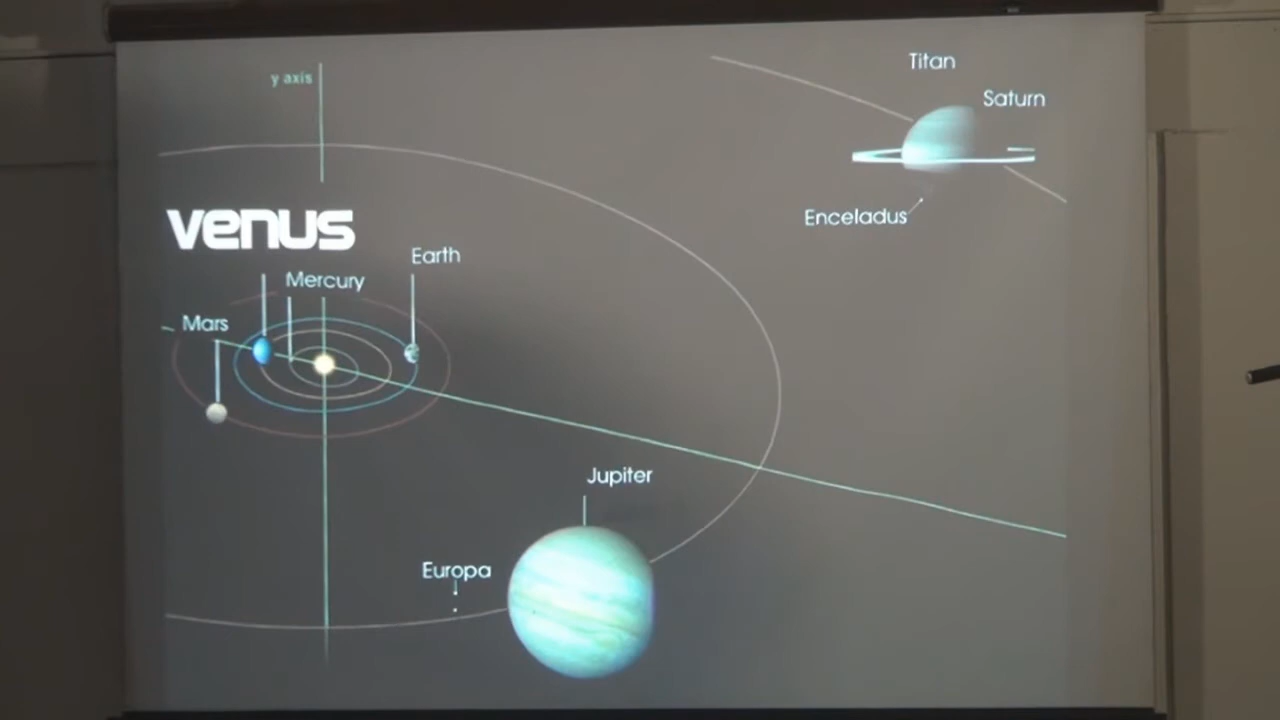 y axis
Titan
Saturn
Enceladus
venus
Earth
Mercury
Mars
Jupiter
Europa